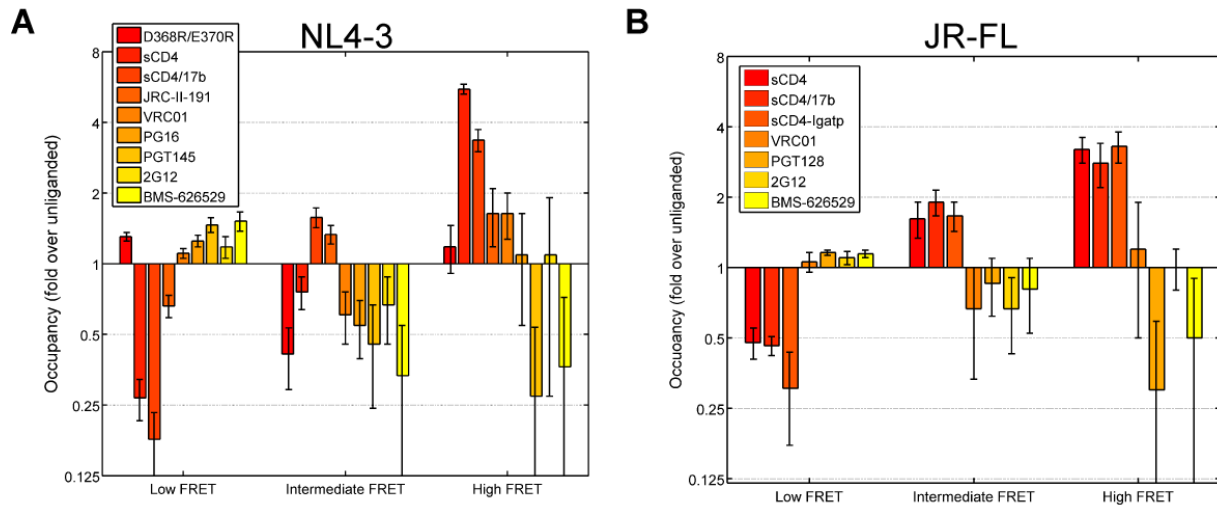 A
NL4-3
D368R/E370R
sCD4
sCD4/17b
JRC-II-191
VRC01
PG16
PGT145
2G12
BMS-626529
Occupancy (fold over unliganded)
8
4
2
1
0.5
0.25
0.125
Low FRET
Intermediate FRET
High FRET
B
JR-FL
sCD4
sCD4/17b
sCD4-Igatp
VRC01
PGT128
2G12
BMS-626529
Occuoancy (fold over unliganded)
8
4
2
1
0.5
0.25
0.125
Low FRET
Intermediate FRET
High FRET